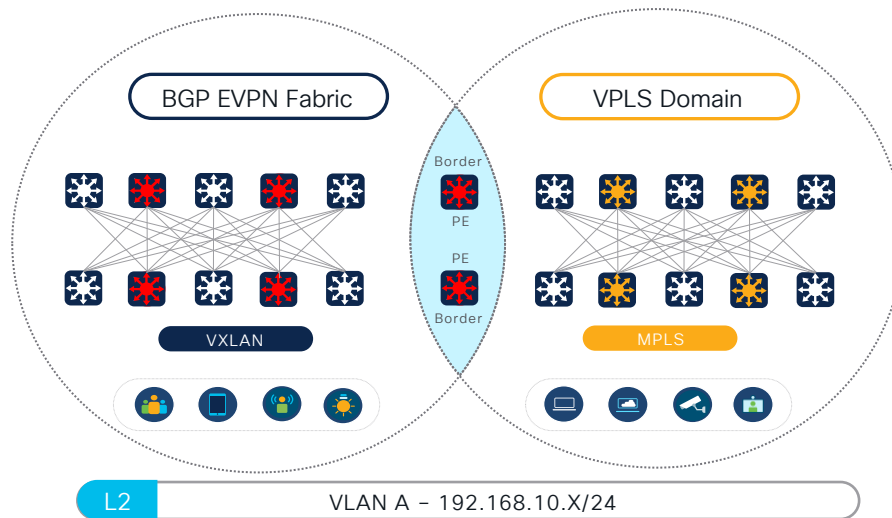 BGP EVPN Fabric
VPLS Domain
Border
PE
PE
Border
VXLAN
MPLS
L2
VLAN A – 192.168.10.X/24